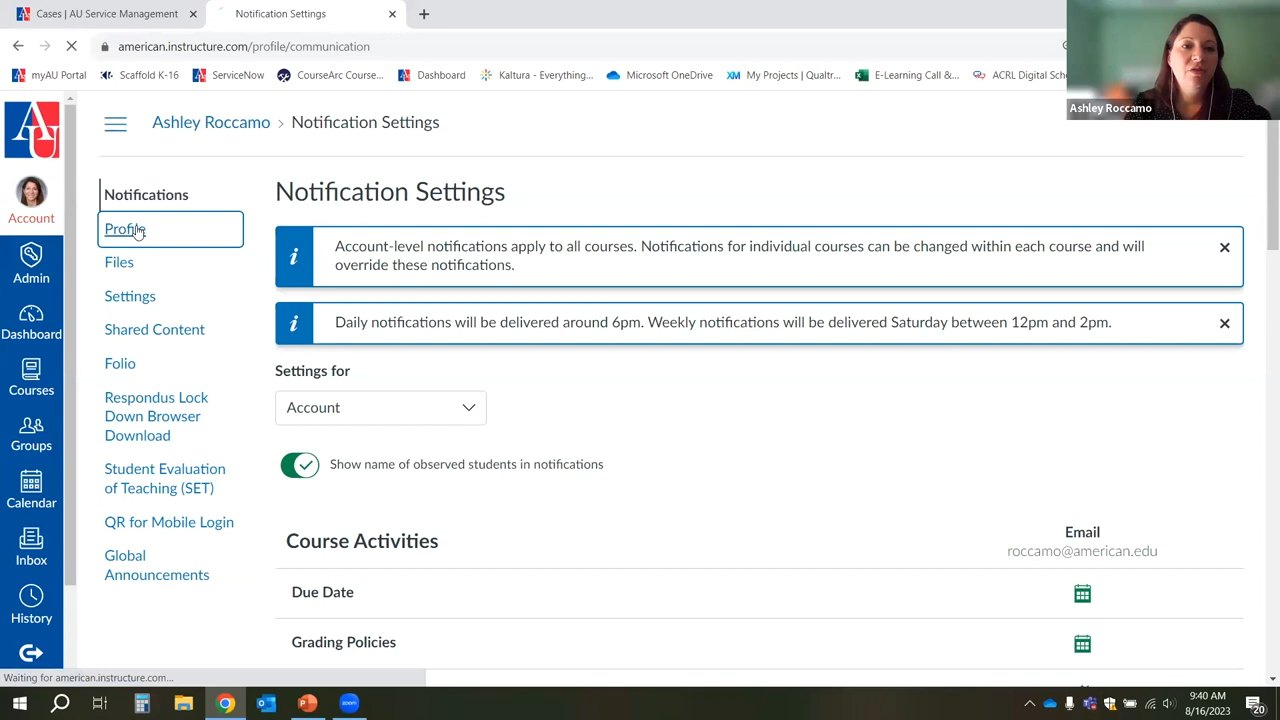 Cases | AU Service Management
Notification Settings
american.instructure.com/profile/communication
myAU Portal
Scaffold K-16
ServiceNow
CourseArc Course...
Dashboard
Kaltura - Everything...
Microsoft OneDrive
My Projects | Qualtr...
E-Learning Call &...
ACRL Digital Sch
Ashley Roccamo
Ashley Roccamo > Notification Settings
Account
Admin
Dashboard
Courses
Groups
Calendar
Inbox
History
Notifications
Profile
Files
Settings
Shared Content
Folio
Respondus Lock
Down Browser
Download
Student Evaluation
of Teaching (SET)
QR for Mobile Login
Global
Announcements
Notification Settings
Account-level notifications apply to all courses. Notifications for individual courses can be changed within each course and will
override these notifications.
Daily notifications will be delivered around 6pm. Weekly notifications will be delivered Saturday between 12pm and 2pm.
Settings for
Account
Show name of observed students in notifications
Course Activities
Email
roccamo@american.edu
Due Date
Grading Policies
Waiting for american.instructure.com...
zoom
9:40 AM
8/16/2023
20